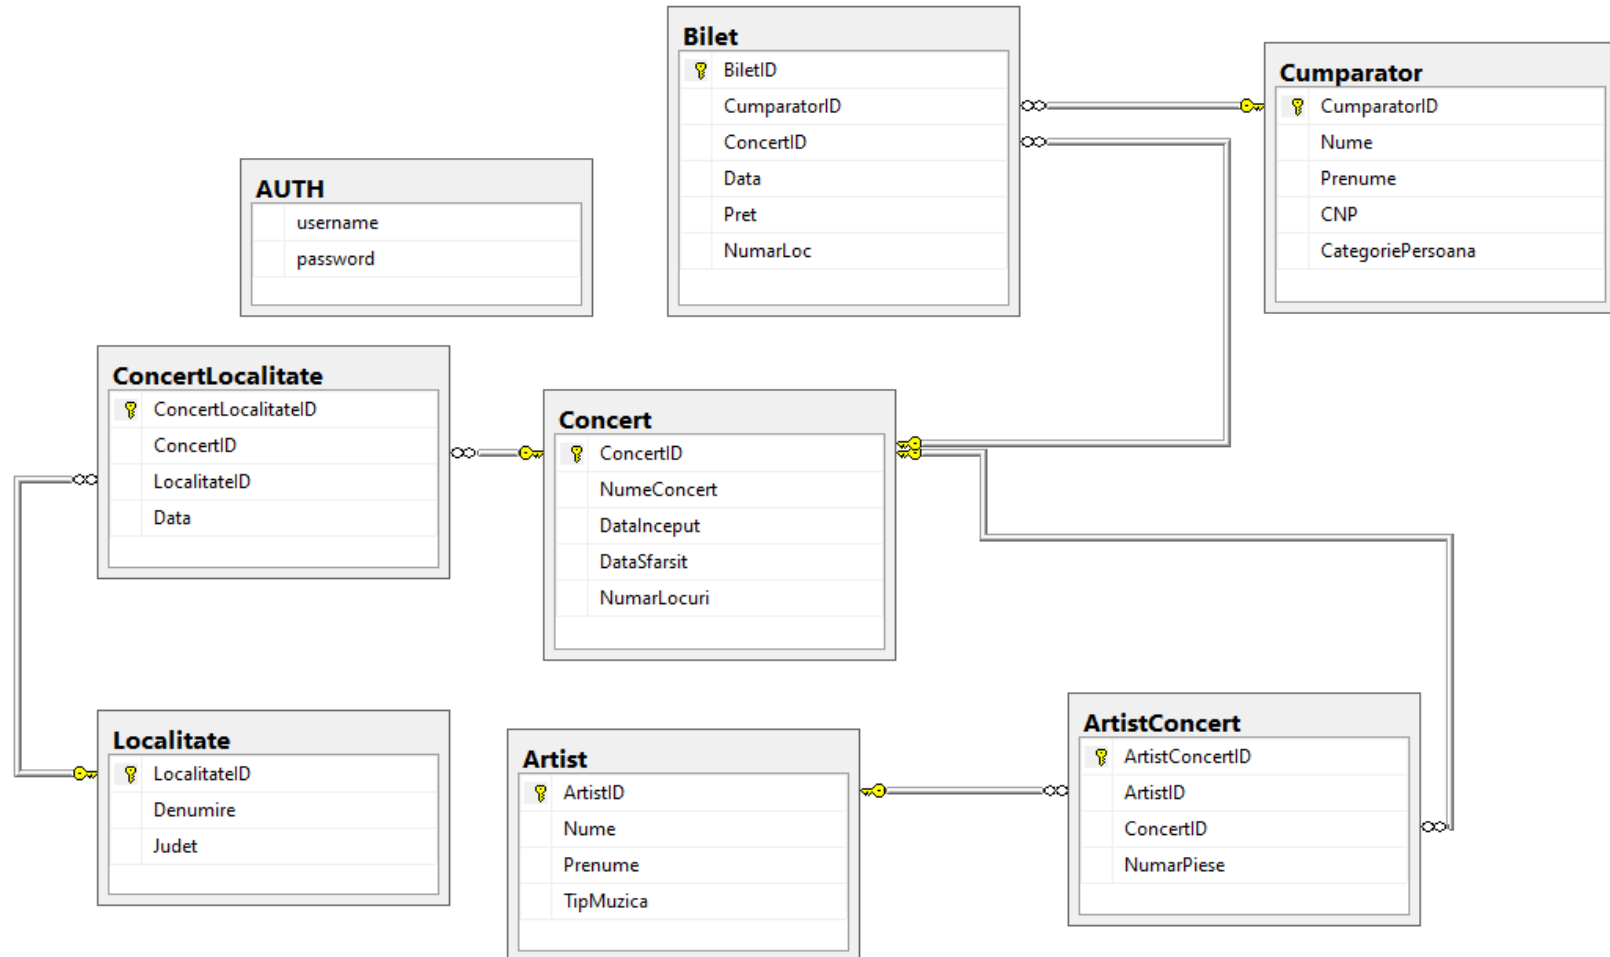 Bilet
BiletID
CumparatorID
ConcertID
Data
Pret
NumarLoc
Cumparator
CumparatorID
Nume
Prenume
CNP
CategoriePersoana
AUTH
username
password
ConcertLocalitate
ConcertLocalitateID
ConcertID
LocalitateID
Data
Concert
ConcertID
NumeConcert
DataInceput
DataSfarsit
NumarLocuri
Localitate
LocalitateID
Denumire
Judet
Artist
ArtistID
Nume
Prenume
TipMuzica
ArtistConcert
ArtistConcertID
ArtistID
ConcertID
NumarPiese